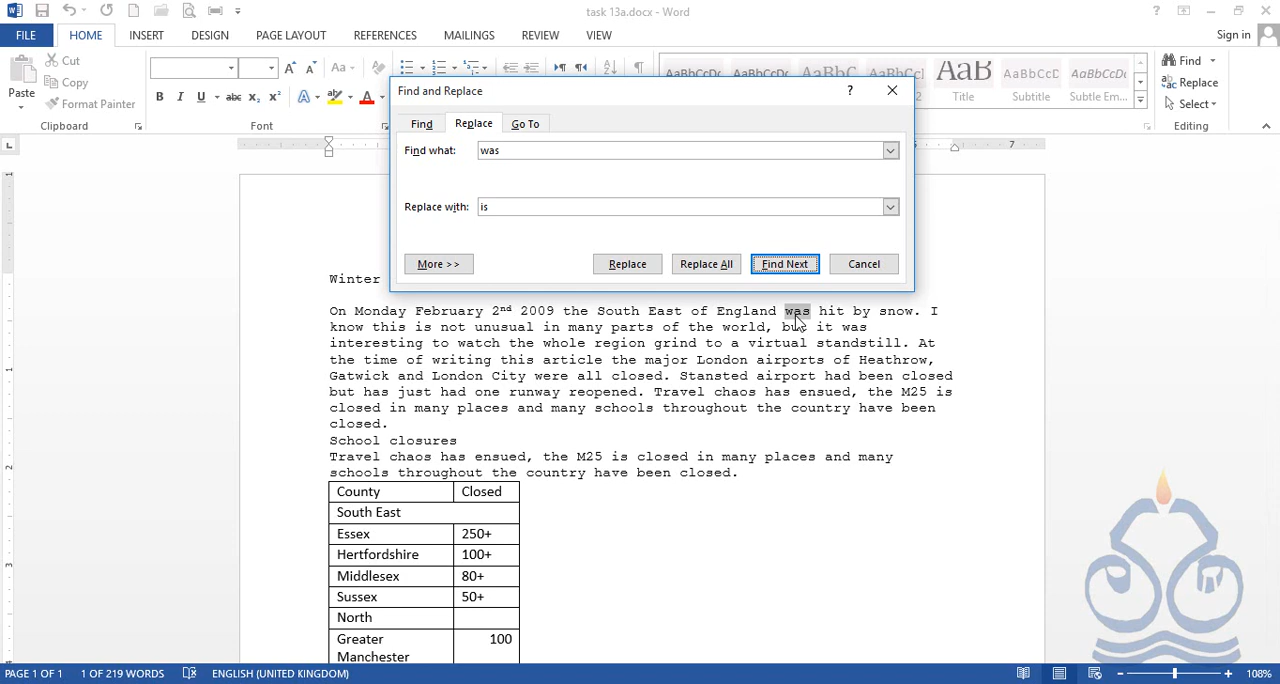 task 13a.docx - Word
?
FILE
HOME
INSERT
DESIGN
PAGE LAYOUT
REFERENCES
MAILINGS
REVIEW
VIEW
Sign in
Paste
Cut
Copy
Format Painter
Clipboard
Aa
B I U abc x₂ x²
A
Font
AaB
AaBbCcD
AaBbCcDc
2
Title
Subtitle
Subtle Em...
Find
Replace
Select
Editing
Find and Replace
?
Find
Replace
Go To
Find what:
was
Replace with:
is
More >>
Replace
Replace All
Find Next
Cancel
7
Winter
On Monday February 2nd 2009 the South East of England was hit by snow. I
know this is not unusual in many parts of the world, but it was
interesting to watch the whole region grind to a virtual standstill. At
the time of writing this article the major London airports of Heathrow,
Gatwick and London City were all closed. Stansted airport had been closed
but has just had one runway reopened. Travel chaos has ensued, the M25 is
closed in many places and many schools throughout the country have been
closed.
School closures
Travel chaos has ensued, the M25 is closed in many places and many
schools throughout the country have been closed.
County Closed
South East
Essex 250+
Hertfordshire 100+
Middlesex 80+
Sussex 50+
North
Greater 100
Manchester
PAGE 1 OF 1
1 OF 219 WORDS
ENGLISH (UNITED KINGDOM)
108%